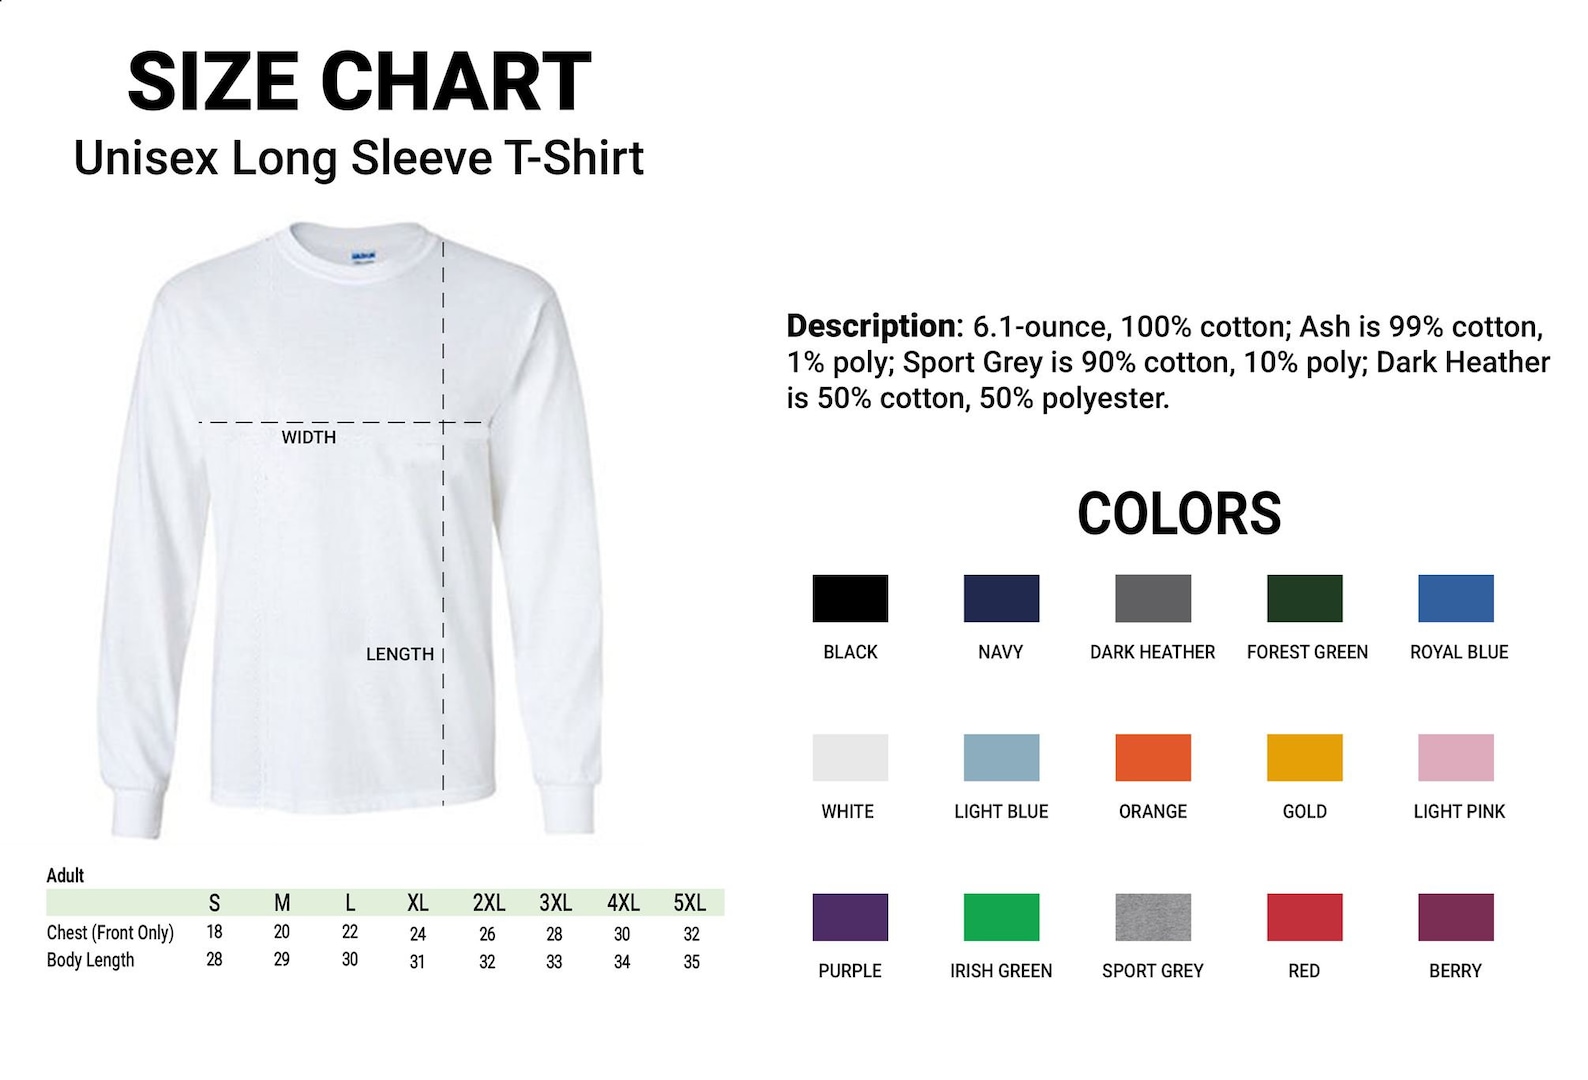 SIZE CHART
Unisex Long Sleeve T-Shirt
WIDTH
LENGTH
Adult
S M L XL 2XL 3XL 4XL 5XL
Chest (Front Only) 18 20 22 24 26 28 30 32
Body Length 28 29 30 31 32 33 34 35
Description: 6.1-ounce, 100% cotton; Ash is 99% cotton,
1% poly; Sport Grey is 90% cotton, 10% poly; Dark Heather
is 50% cotton, 50% polyester.
COLORS
BLACK NAVY DARK HEATHER FOREST GREEN ROYAL BLUE
WHITE LIGHT BLUE ORANGE GOLD LIGHT PINK
PURPLE IRISH GREEN SPORT GREY RED BERRY